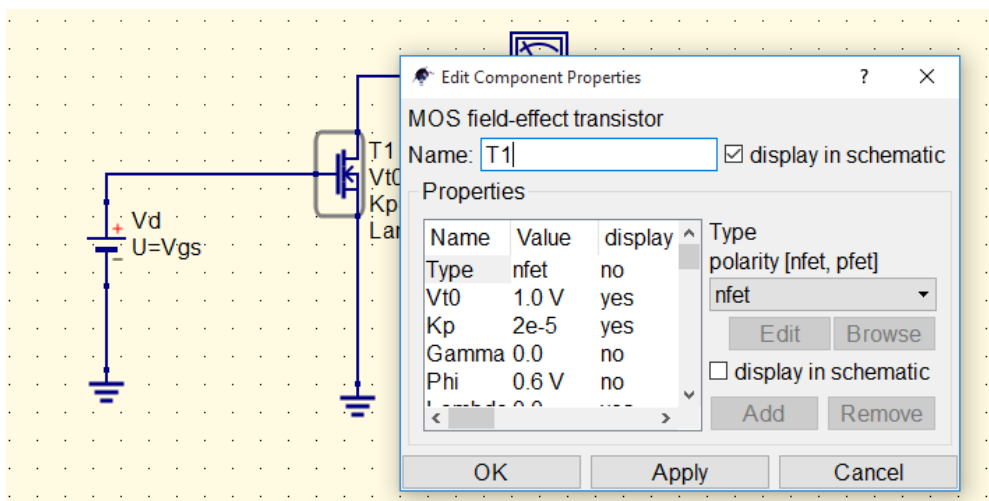 Edit Component Properties ? ×
MOS field-effect transistor
Name: T1 display in schematic
Properties
Name Value display
Type nfet no
Vt0 1.0 V yes
Kp 2e-5 yes
Gamma 0.0 no
Phi 0.6 V no
Type
polarity [nfet, pfet]
nfet
Edit Browse
display in schematic
Add Remove
OK Apply Cancel
T1
Vt0
Kp
Vd
U=Vgs